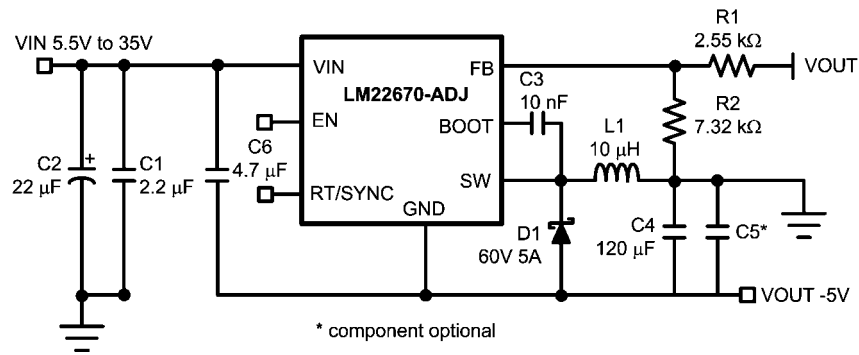 VIN 5.5V to 35V
VIN
FB
LM22670-ADJ
EN
BOOT
RT/SYNC
SW
GND
C2
22 μF
+
C1
2.2 μF
C6
4.7 μF
C3
10 nF
R1
2.55 kΩ
VOUT
R2
7.32 kΩ
L1
10 μH
D1
60V 5A
C4
120 μF
C5*
VOUT -5V
* component optional